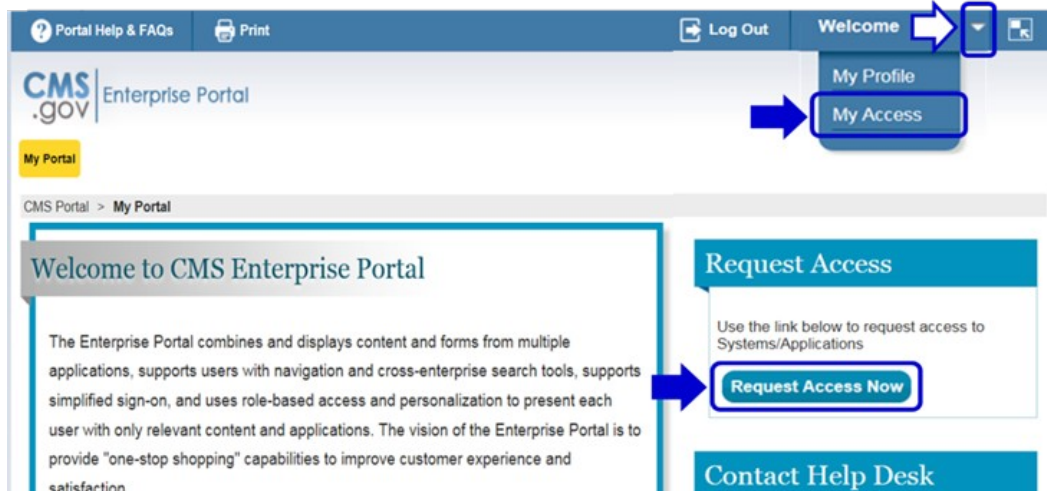 Portal Help & FAQs
Print
Log Out
Welcome
My Profile
My Access
CMS
.gov
Enterprise Portal
My Portal
CMS Portal > My Portal
Welcome to CMS Enterprise Portal
The Enterprise Portal combines and displays content and forms from multiple
applications, supports users with navigation and cross-enterprise search tools, supports
simplified sign-on, and uses role-based access and personalization to present each
user with only relevant content and applications. The vision of the Enterprise Portal is to
provide "one-stop shopping" capabilities to improve customer experience and
satisfaction.
Request Access
Use the link below to request access to
Systems/Applications
Request Access Now
Contact Help Desk